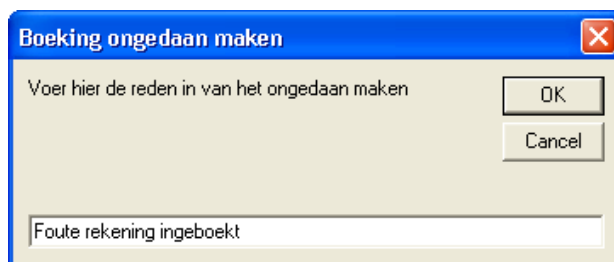 Boeking ongedaan maken
Voer hier de reden in van het ongedaan maken
OK
Cancel
Foute rekening ingeboekt